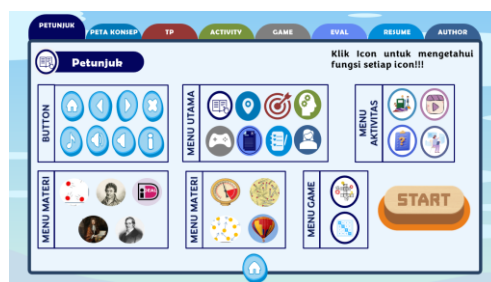 PETUNJUK
PETA KONSEP
TP
ACTIVITY
GAME
EVAL
RESUME
AUTHOR
Petunjuk
Klik Icon untuk mengetahui
fungsi setiap icon!!!
BUTTON
MENU UTAMA
MENU
AKTIVITAS
MENU MATERI
MENU MATERI
MENU GAME
START